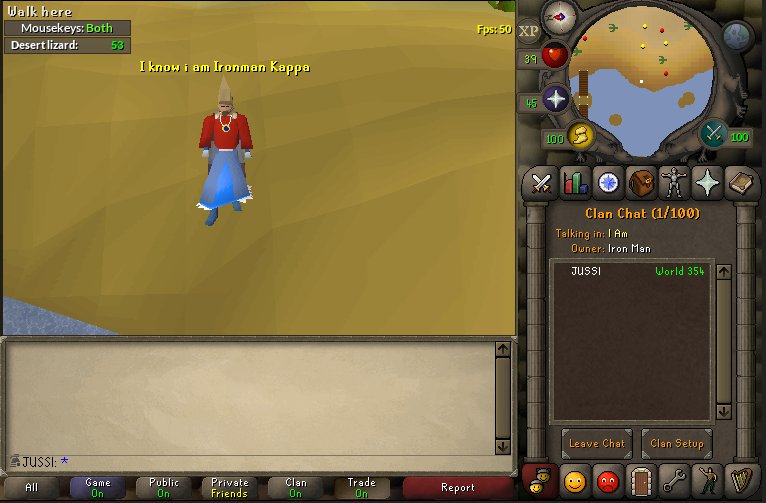 Walk here
Mousekeys: Both
Desert lizard: 53
Fps: 50
I know i am Ironman Kappa
XP
39
45
100
100
Clan Chat (1/100)
Talking in: I Am
Owner: Iron Man
JUSSI World 354
Leave Chat
Clan Setup
JUSSI: *
All
Game
On
Public
On
Private
Friends
Clan
On
Trade
On
Report